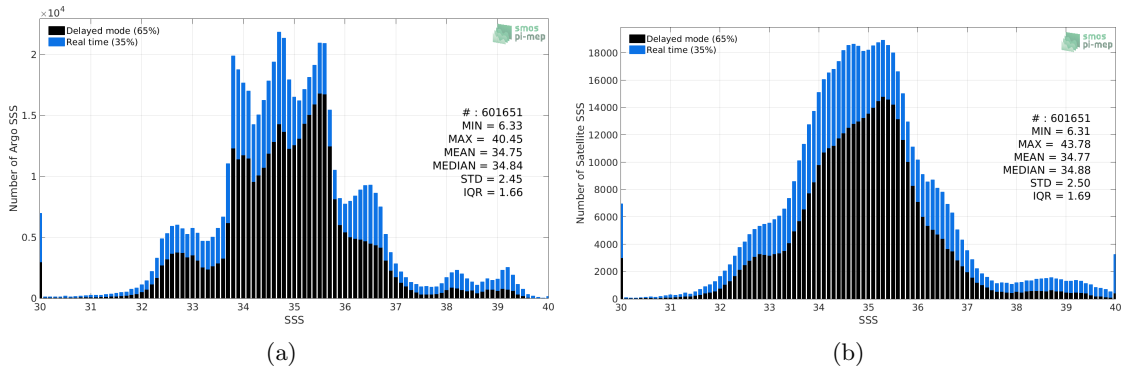 ×10⁴
Delayed mode (65%)
Real time (35%)
smos
pi-mep
# : 601651
MIN = 6.33
MAX = 40.45
MEAN = 34.75
MEDIAN = 34.84
STD = 2.45
IQR = 1.66
Number of Argo SSS
2
1.5
1
0.5
0
30 31 32 33 34 35 36 37 38 39 40
SSS
(a)
Delayed mode (65%)
Real time (35%)
smos
pi-mep
# : 601651
MIN = 6.31
MAX = 43.78
MEAN = 34.77
MEDIAN = 34.88
STD = 2.50
IQR = 1.69
Number of Satellite SSS
18000
16000
14000
12000
10000
8000
6000
4000
2000
0
30 31 32 33 34 35 36 37 38 39 40
SSS
(b)